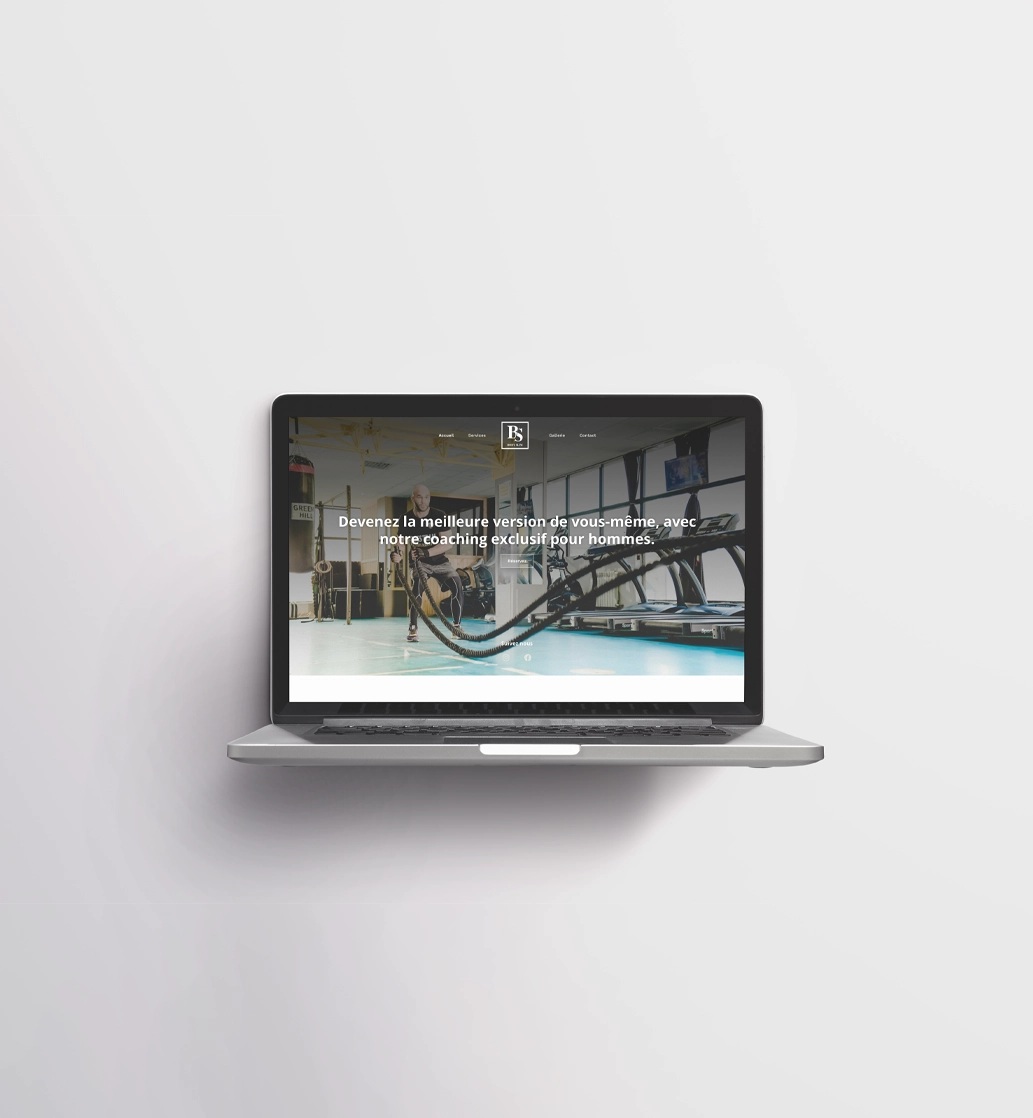 Accueil Services BS Gallerie Contact
GREEN
HILL
Devenez la meilleure version de vous-même, avec
notre coaching exclusif pour hommes.
Réservez
Suivez nous